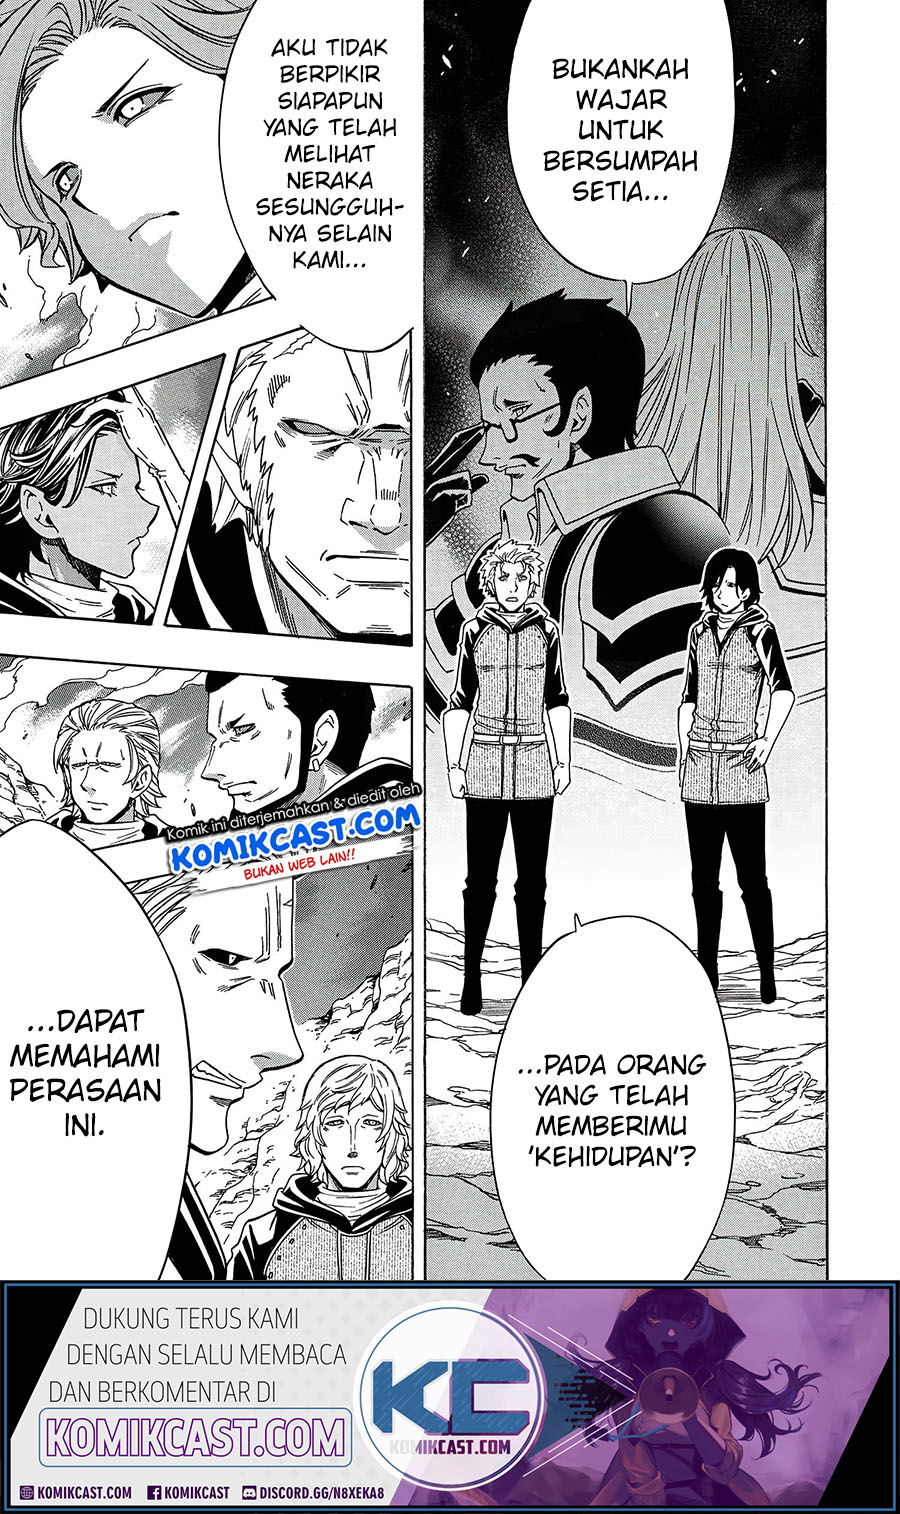 BUKANKAH
WAJAR
UNTUK
BERSUMPAH
SETIA...
...PADA ORANG
YANG TELAH
MEMBERIMU
'KEHIDUPAN'?
AKU TIDAK
BERPIKIR
SIAPAPUN
YANG TELAH
MELIHAT
NERAKA
SESUNGGUH-
NYA SELAIN
KAMI...
...DAPAT
MEMAHAMI
PERASAAN
INI.
Komik ini diterjemahkan & diedit oleh
KOMIKCAST.COM
BUKAN WEB LAIN!!
DUKUNG TERUS KAMI
DENGAN SELALU MEMBACA
DAN BERKOMENTAR DI
KOMIKCAST.COM
KOMIKCAST.COM KOMIKCAST DISCORD.GG/N8XEKA8
KC
KOMIKCAST.COM